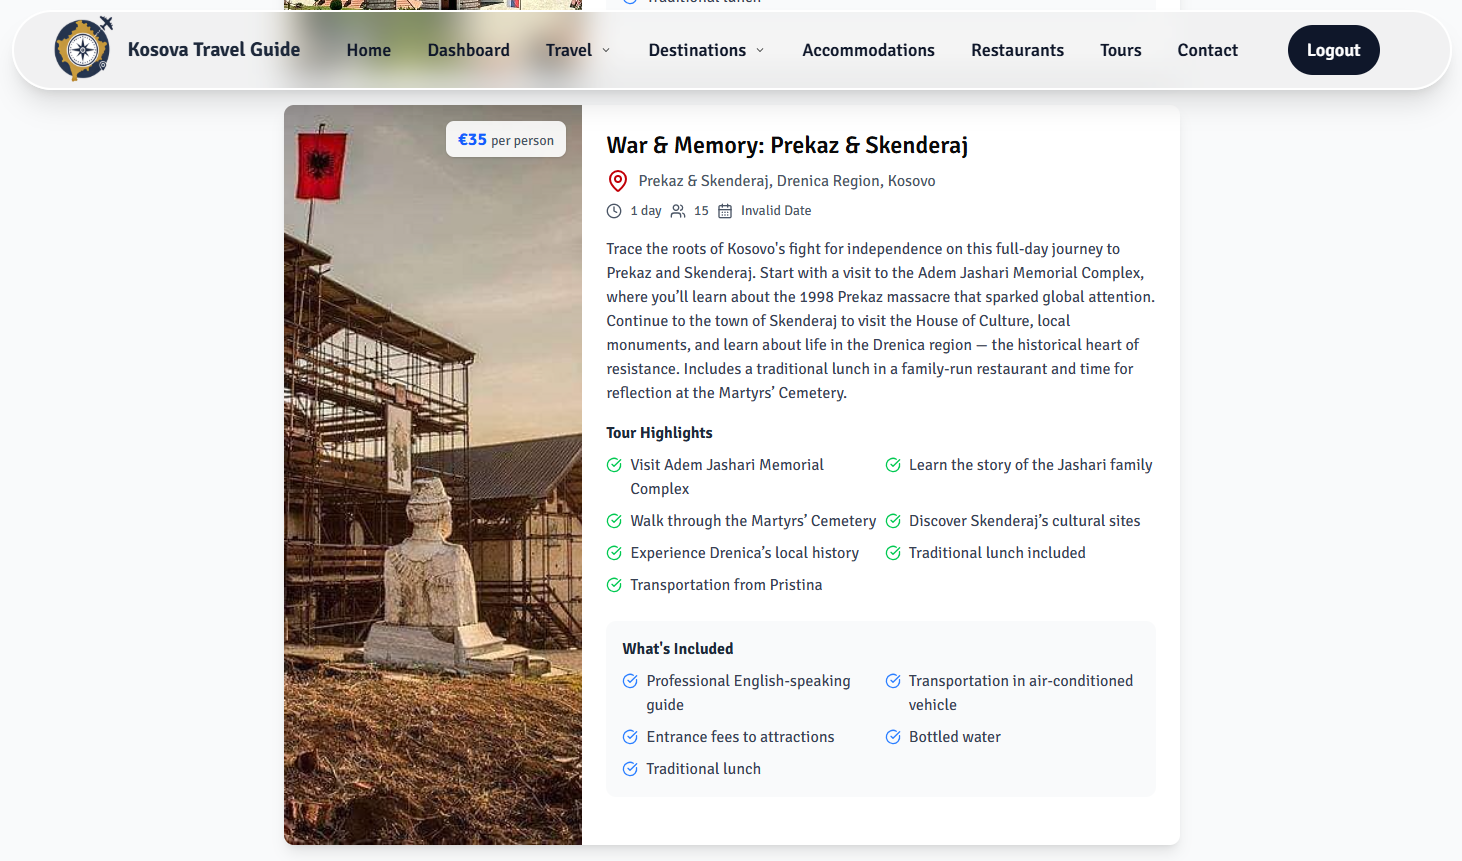 Traditional lunch
Kosova Travel Guide Home Dashboard Travel Destinations Accommodations Restaurants Tours Contact Logout
€35 per person
War & Memory: Prekaz & Skenderaj
Prekaz & Skenderaj, Drenica Region, Kosovo
1 day 15 Invalid Date
Trace the roots of Kosovo's fight for independence on this full-day journey to
Prekaz and Skenderaj. Start with a visit to the Adem Jashari Memorial Complex,
where you’ll learn about the 1998 Prekaz massacre that sparked global attention.
Continue to the town of Skenderaj to visit the House of Culture, local
monuments, and learn about life in the Drenica region — the historical heart of
resistance. Includes a traditional lunch in a family-run restaurant and time for
reflection at the Martyrs’ Cemetery.
Tour Highlights
Visit Adem Jashari Memorial
Complex
Learn the story of the Jashari family
Walk through the Martyrs’ Cemetery
Discover Skenderaj’s cultural sites
Experience Drenica’s local history
Traditional lunch included
Transportation from Pristina
What's Included
Professional English-speaking
guide
Transportation in air-conditioned
vehicle
Entrance fees to attractions
Bottled water
Traditional lunch